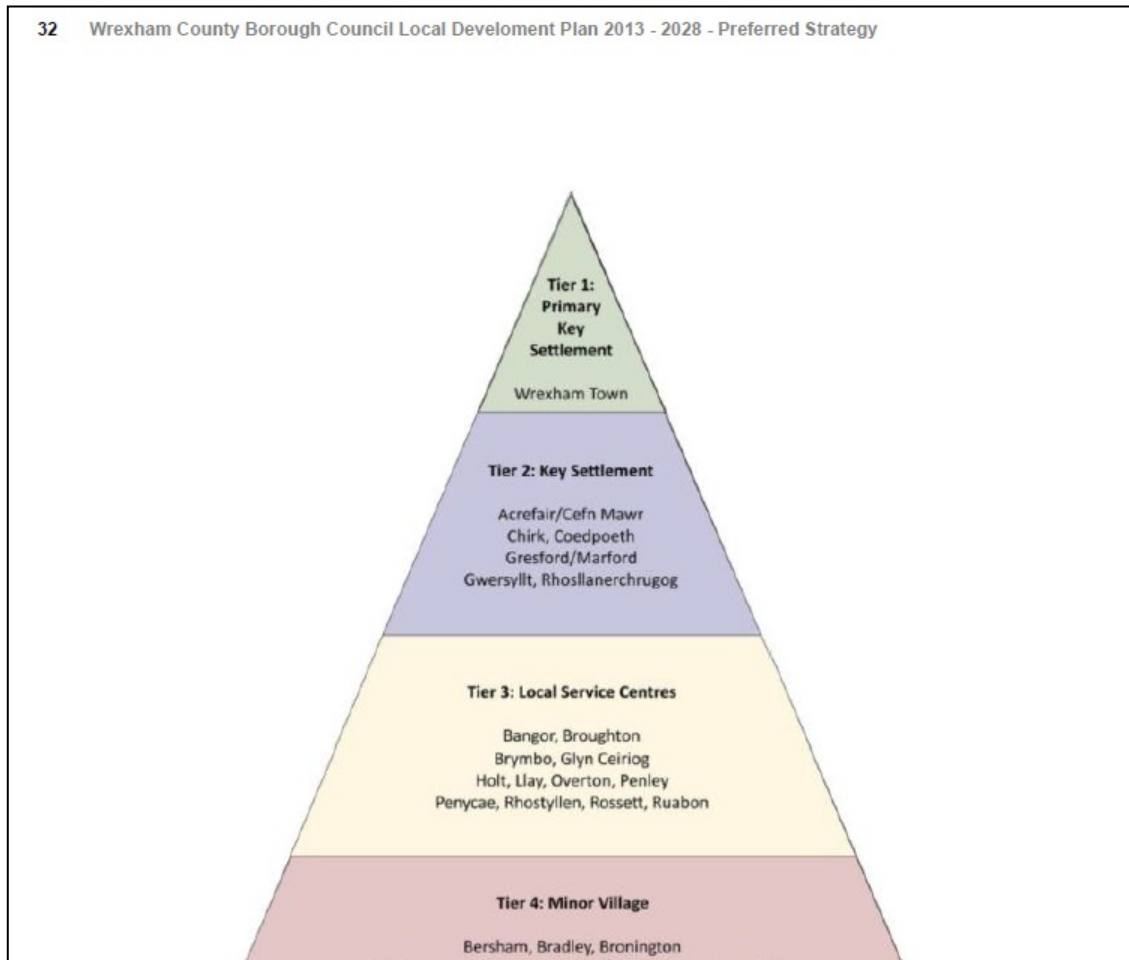 32 Wrexham County Borough Council Local Develoment Plan 2013 - 2028 - Preferred Strategy
Tier 1:
Primary
Key
Settlement
Wrexham Town
Tier 2: Key Settlement
Acrefair/Cefn Mawr
Chirk, Coedpoeth
Gresford/Marford
Gwersyllt, Rhosllanerchrugog
Tier 3: Local Service Centres
Bangor, Broughton
Brymbo, Glyn Ceiriog
Holt, Llay, Overton, Penley
Penycae, Rhostyllen, Rossett, Ruabon
Tier 4: Minor Village
Bersham, Bradley, Bronington